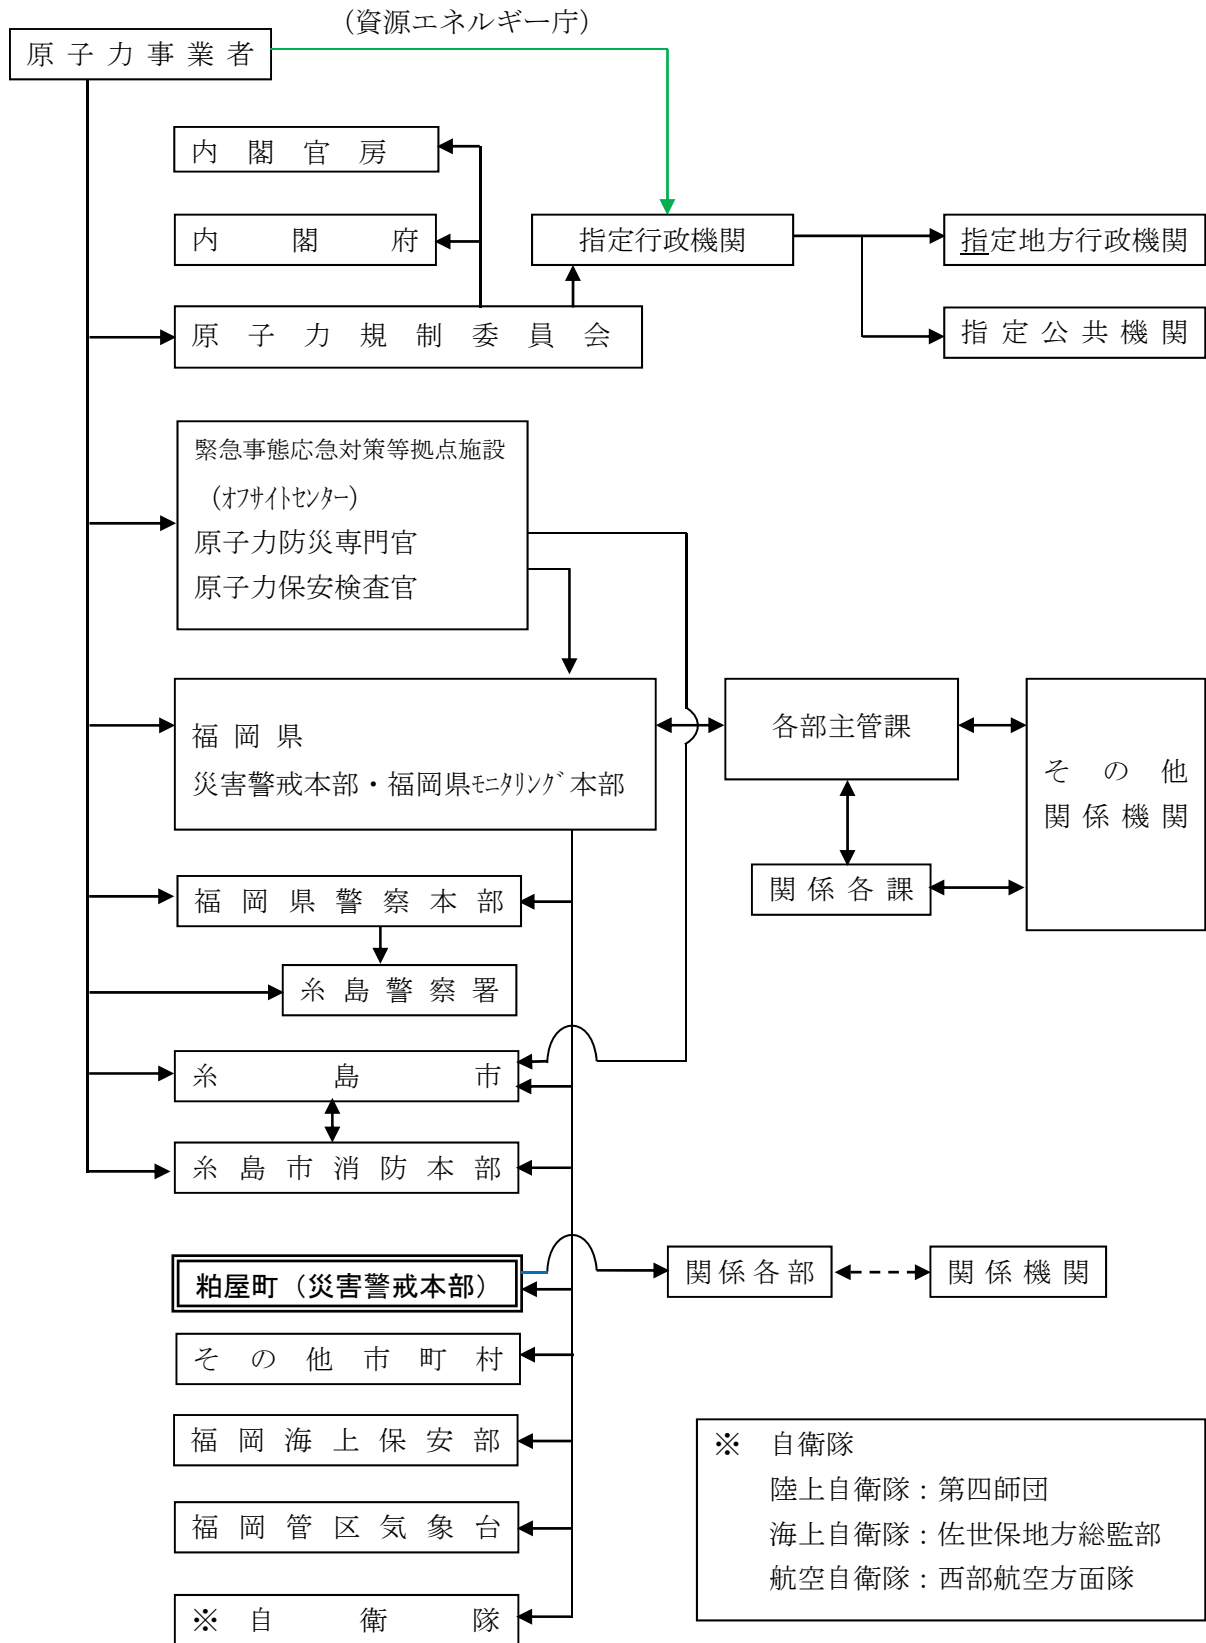 (資源エネルギー庁)
原子力事業者
内閣官房
内閣府
指定行政機関
指定地方行政機関
原子力規制委員会
指定公共機関
緊急事態応急対策等拠点施設
(ｵﾌｻｲﾄｾﾝﾀｰ)
原子力防災専門官
原子力保安検査官
福岡県
災害警戒本部・福岡県ﾓﾆﾀﾘﾝｸﾞ本部
各部主管課
その他
関係機関
関係各課
福岡県警察本部
糸島警察署
糸島市
糸島市消防本部
粕屋町（災害警戒本部）
関係各部
関係機関
その他市町村
福岡海上保安部
福岡管区気象台
※自衛隊
※　自衛隊
陸上自衛隊：第四師団
海上自衛隊：佐世保地方総監部
航空自衛隊：西部航空方面隊